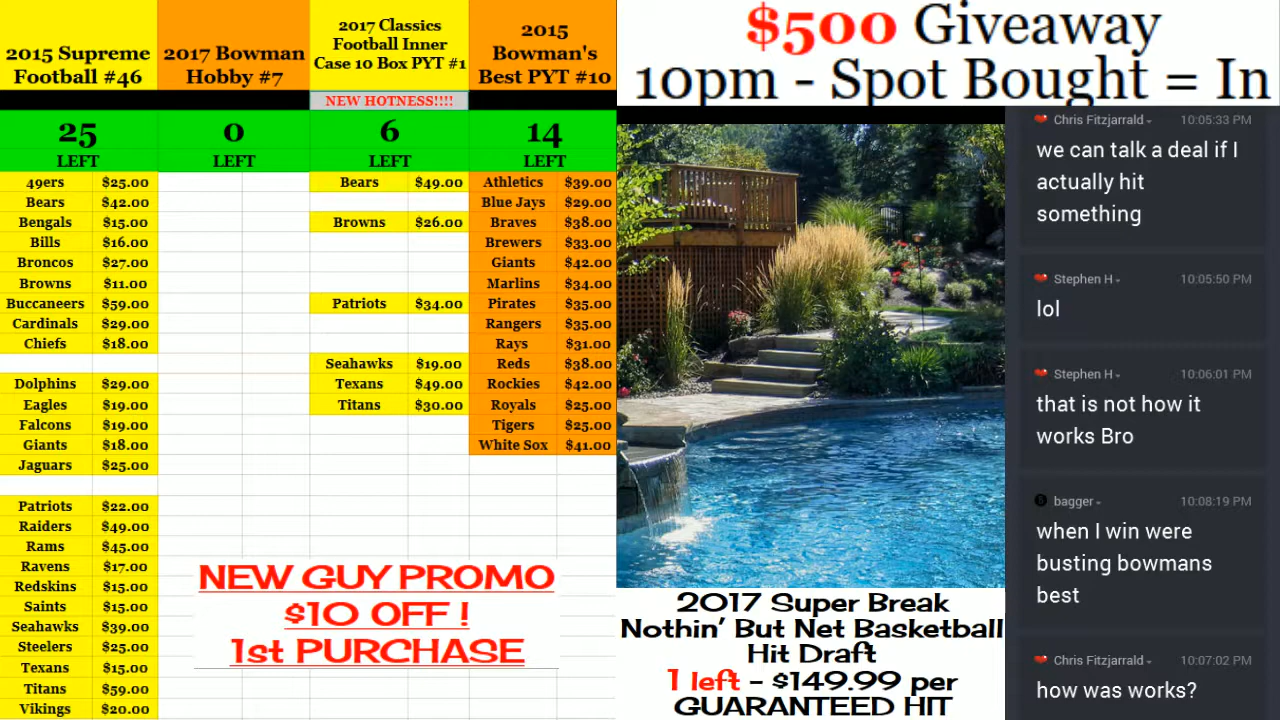 2015 Supreme
Football #46
2017 Bowman
Hobby #7
2017 Classics
Football Inner
Case 10 Box PYT #1
2015
Bowman's
Best PYT #10
NEW HOTNESS!!!!
25
LEFT
0
LEFT
6
LEFT
14
LEFT
49ers $25.00
Bears $42.00
Bengals $15.00
Bills $16.00
Broncos $27.00
Browns $11.00
Buccaneers $59.00
Cardinals $29.00
Chiefs $18.00
Dolphins $29.00
Eagles $19.00
Falcons $19.00
Giants $18.00
Jaguars $25.00
Patriots $22.00
Raiders $49.00
Rams $45.00
Ravens $17.00
Redskins $15.00
Saints $15.00
Seahawks $39.00
Steelers $25.00
Texans $15.00
Titans $59.00
Vikings $20.00
Bears $49.00
Browns $26.00
Patriots $34.00
Seahawks $19.00
Texans $49.00
Titans $30.00
Athletics $39.00
Blue Jays $29.00
Braves $38.00
Brewers $33.00
Giants $42.00
Marlins $34.00
Pirates $35.00
Rangers $35.00
Rays $31.00
Reds $38.00
Rockies $42.00
Royals $25.00
Tigers $25.00
White Sox $41.00
NEW GUY PROMO
$10 OFF !
1st PURCHASE
$500 Giveaway
10pm - Spot Bought = In
2017 Super Break
Nothin' But Net Basketball
Hit Draft
1 left - $149.99 per
GUARANTEED HIT
Chris Fitzjarrald 10:05:33 PM
we can talk a deal if I
actually hit
something
Stephen H 10:05:50 PM
lol
Stephen H 10:06:01 PM
that is not how it
works Bro
bagger 10:08:19 PM
when I win were
busting bowmans
best
Chris Fitzjarrald 10:07:02 PM
how was works?